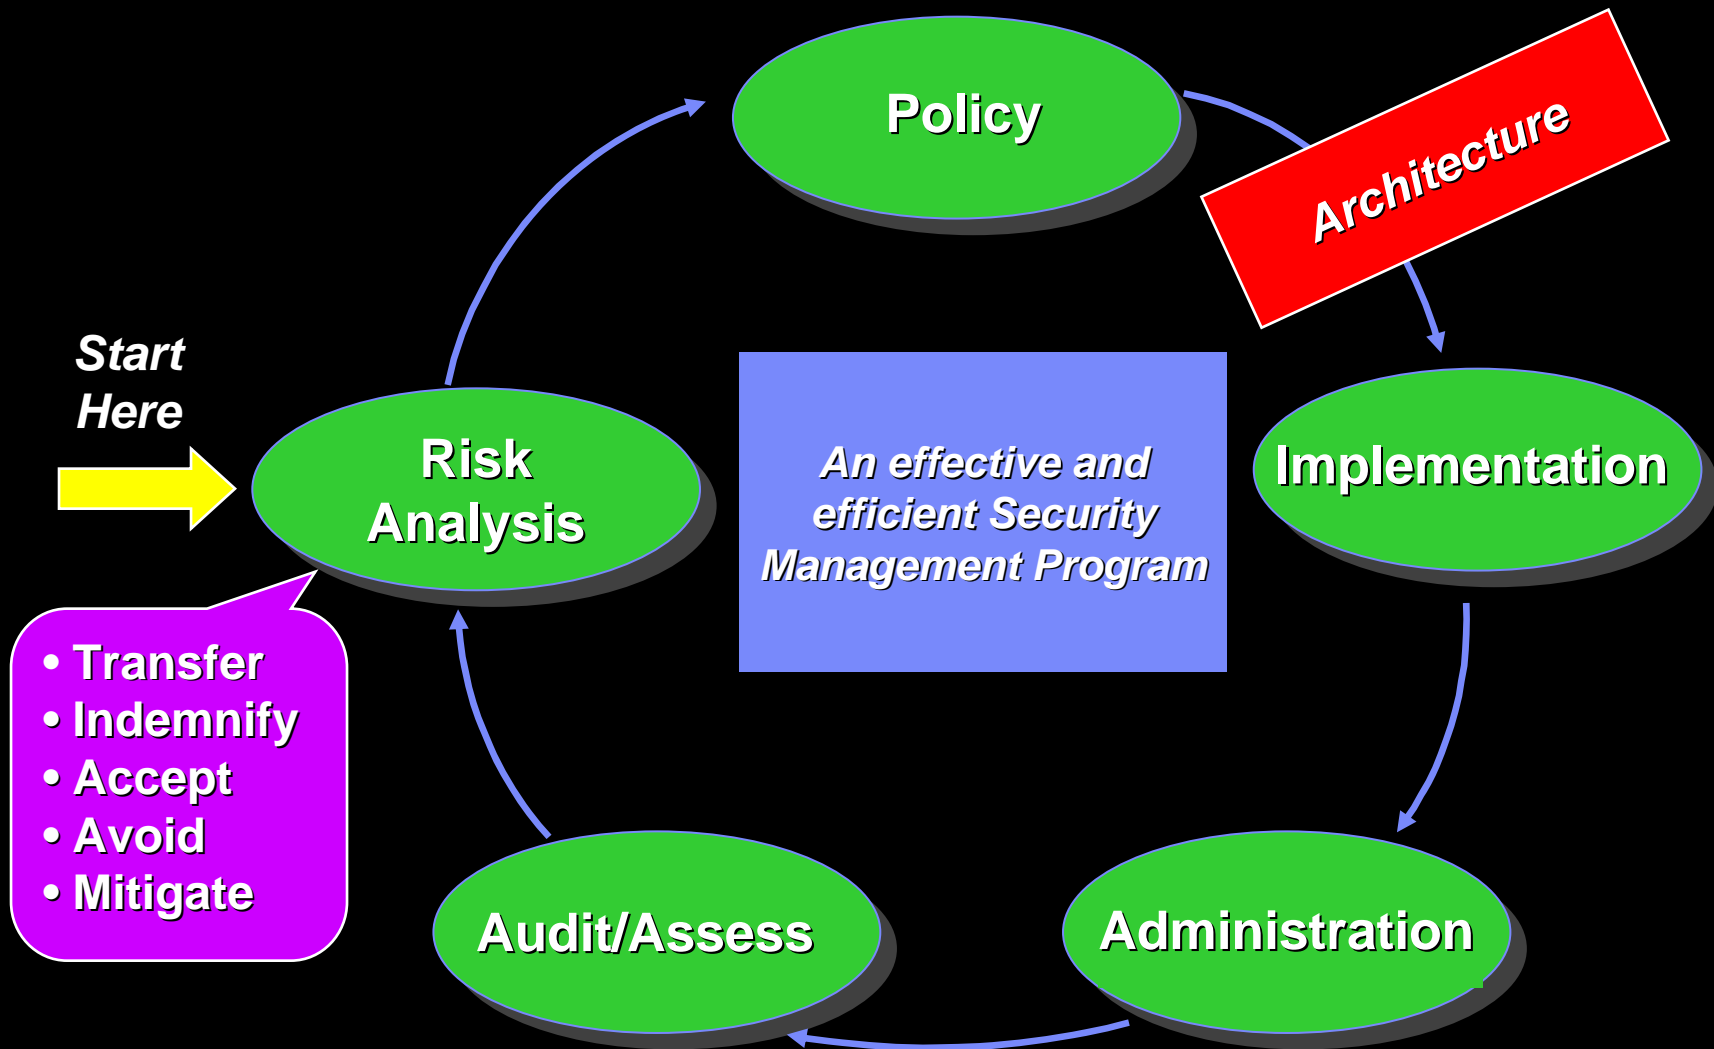 Policy
Architecture
Start
Here
Risk
Analysis
An effective and
efficient Security
Management Program
Implementation
• Transfer
• Indemnify
• Accept
• Avoid
• Mitigate
Audit/Assess
Administration